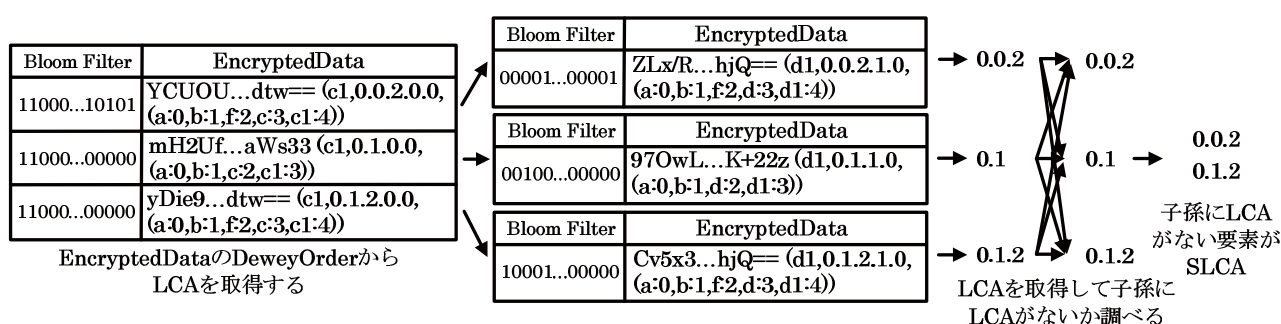 Bloom Filter EncryptedData
11000...10101 YCUOU...dtw== (c1,0.0.2.0.0,
(a:0,b:1,f:2,c:3,c1:4))
11000...00000 mH2Uf...aWs33 (c1,0.1.0.0,
(a:0,b:1,c:2,c1:3))
11000...00000 yDie9...dtw== (c1,0.1.2.0.0,
(a:0,b:1,f:2,c:3,c1:4))
EncryptedDataのDeweyOrderから
LCAを取得する
Bloom Filter EncryptedData
00001...00001 ZLx/R...hjQ== (d1,0.0.2.1.0,
(a:0,b:1,f:2,d:3,d1:4))
Bloom Filter EncryptedData
00100...00000 97OwL...K+22z (d1,0.1.1.0,
(a:0,b:1,d:2,d1:3))
Bloom Filter EncryptedData
10001...00000 Cv5x3...hjQ== (d1,0.1.2.1.0,
(a:0,b:1,f:2,d:3,d1:4))
0.0.2 0.0.2
0.1 0.1
0.1.2 0.1.2
LCAを取得して子孫に
LCAがないか調べる
0.0.2
0.1.2
子孫にLCA
がない要素が
SLCA